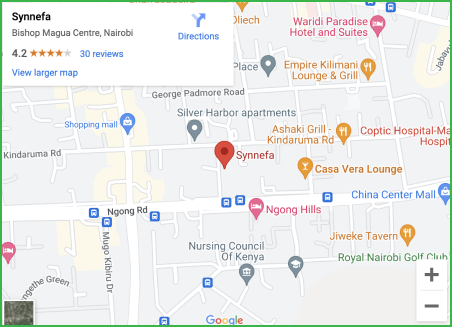 Synnefa
Bishop Magua Centre, Nairobi
4.2
30 reviews
Directions
View larger map
Oliech
Waridi Paradise
Hotel and Suites
Place
Empire Kilimani
Lounge & Grill
George Padmore Road
Silver Harbor apartments
Shopping mall
Ashaki Grill -
Kindaruma Rd
Coptic Hospital-Ma
Hospit
Kindaruma Rd
Synnefa
Casa Vera Lounge
China Center Mall
Ngong Rd
Ngong Hills
Mugo Kibiru Dr
Jiweke Tavern
Nursing Council
Of Kenya
Royal Nairobi Golf Club
ngethe Green
Google
+
−